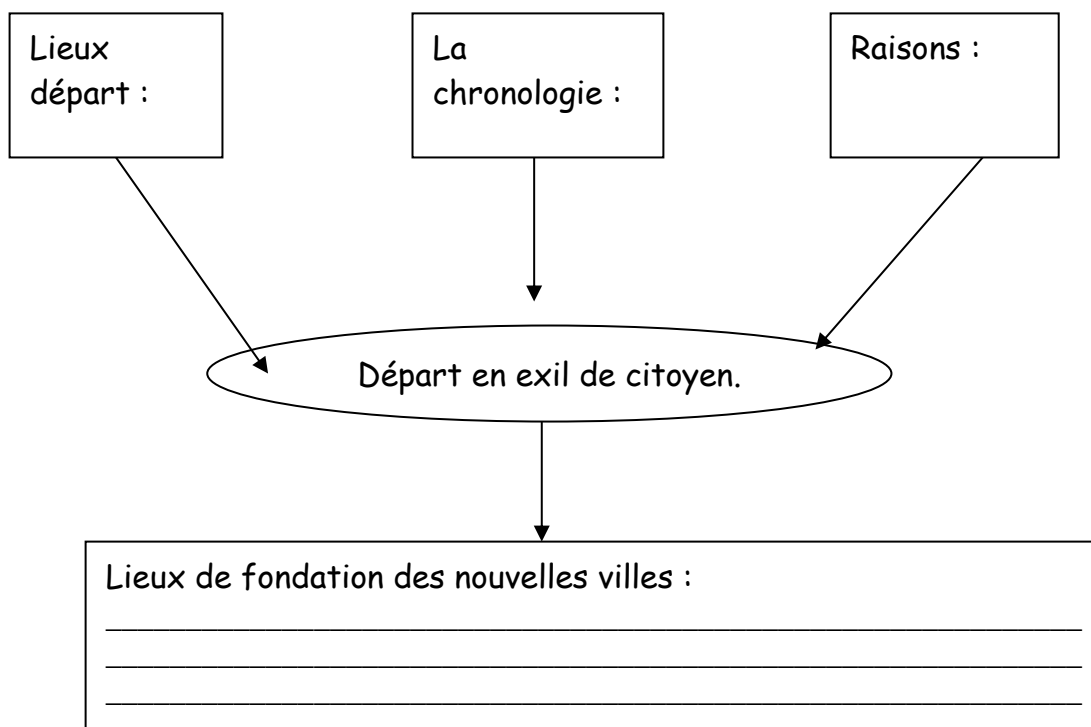 Lieux
départ :
La
chronologie :
Raisons :
Départ en exil de citoyen.
Lieux de fondation des nouvelles villes :